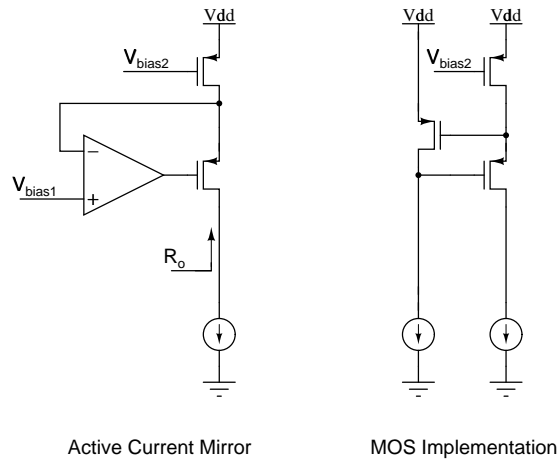 Vdd
Vdd Vdd
Vbias2
Vbias2
−
Vbias1
+
Ro
Active Current Mirror
MOS Implementation